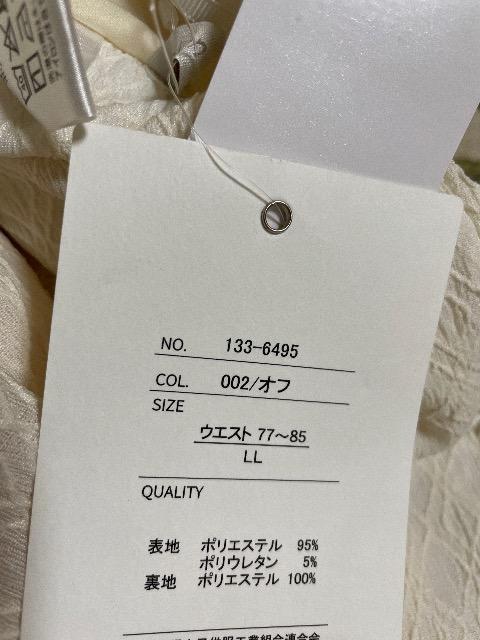 NO. 133-6495
COL. 002/オフ
SIZE
ウエスト 77〜85
LL
QUALITY
表地 ポリエステル 95%
ポリウレタン 5%
裏地 ポリエステル 100%